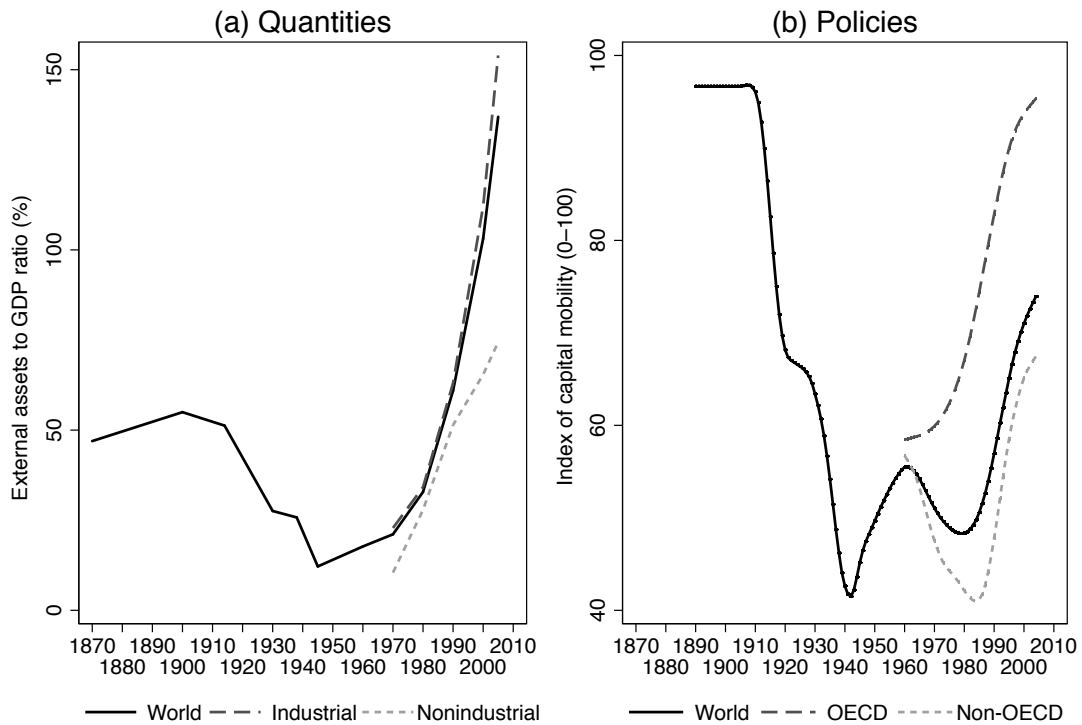 (a) Quantities
External assets to GDP ratio (%)
150
100
50
0
1870 1890 1910 1930 1950 1970 1990 2010
1880 1900 1920 1940 1960 1980 2000
World Industrial Nonindustrial
(b) Policies
Index of capital mobility (0–100)
100
80
60
40
1870 1890 1910 1930 1950 1970 1990 2010
1880 1900 1920 1940 1960 1980 2000
World OECD Non-OECD